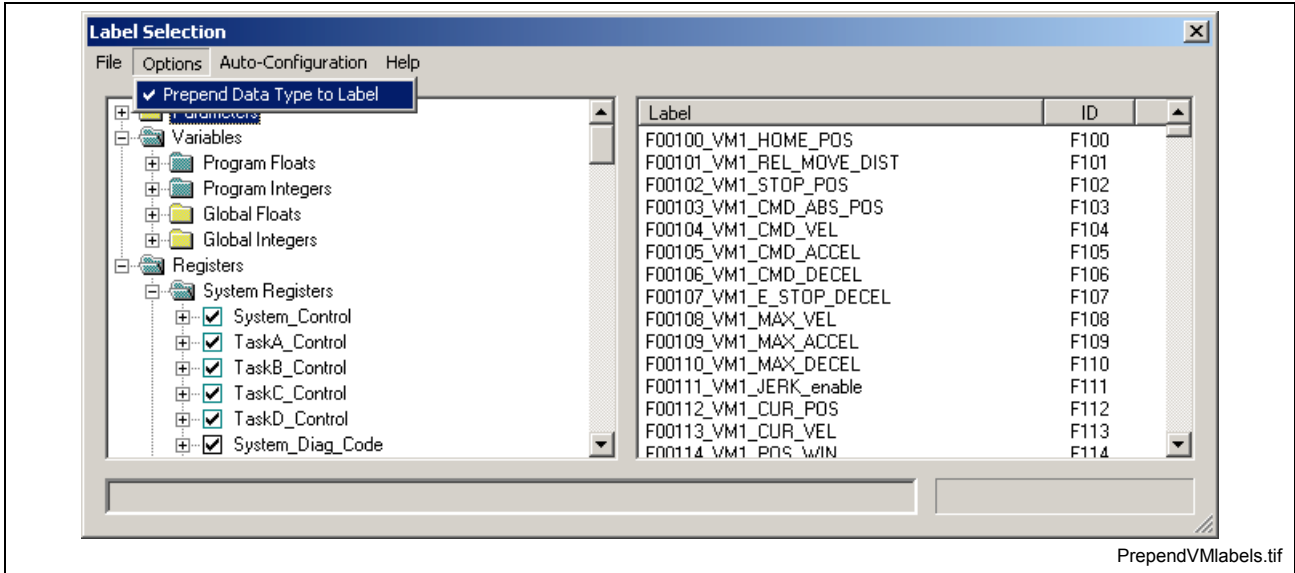 Label Selection
File Options Auto-Configuration Help
Prepend Data Type to Label
Parameters
Variables
Program Floats
Program Integers
Global Floats
Global Integers
Registers
System Registers
System_Control
TaskA_Control
TaskB_Control
TaskC_Control
TaskD_Control
System_Diag_Code
Label ID
F00100_VM1_HOME_POS F100
F00101_VM1_REL_MOVE_DIST F101
F00102_VM1_STOP_POS F102
F00103_VM1_CMD_ABS_POS F103
F00104_VM1_CMD_VEL F104
F00105_VM1_CMD_ACCEL F105
F00106_VM1_CMD_DECEL F106
F00107_VM1_E_STOP_DECEL F107
F00108_VM1_MAX_VEL F108
F00109_VM1_MAX_ACCEL F109
F00110_VM1_MAX_DECEL F110
F00111_VM1_JERK_enable F111
F00112_VM1_CUR_POS F112
F00113_VM1_CUR_VEL F113
F00114_VM1_POS_WIN F114
PrependVMlabels.tif